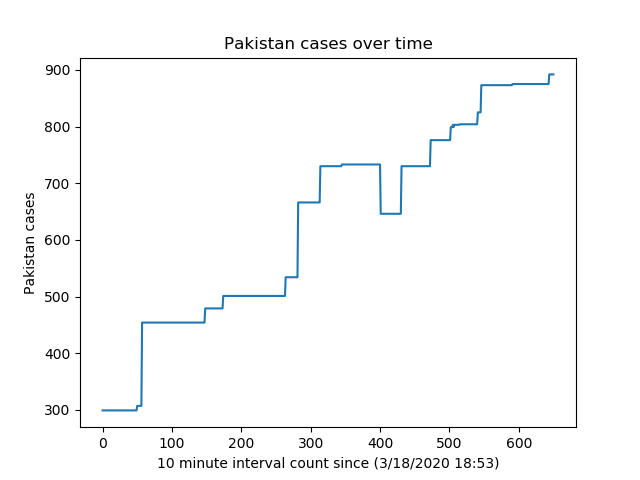 Pakistan cases over time
Pakistan cases
900
800
700
600
500
400
300
0 100 200 300 400 500 600
10 minute interval count since (3/18/2020 18:53)